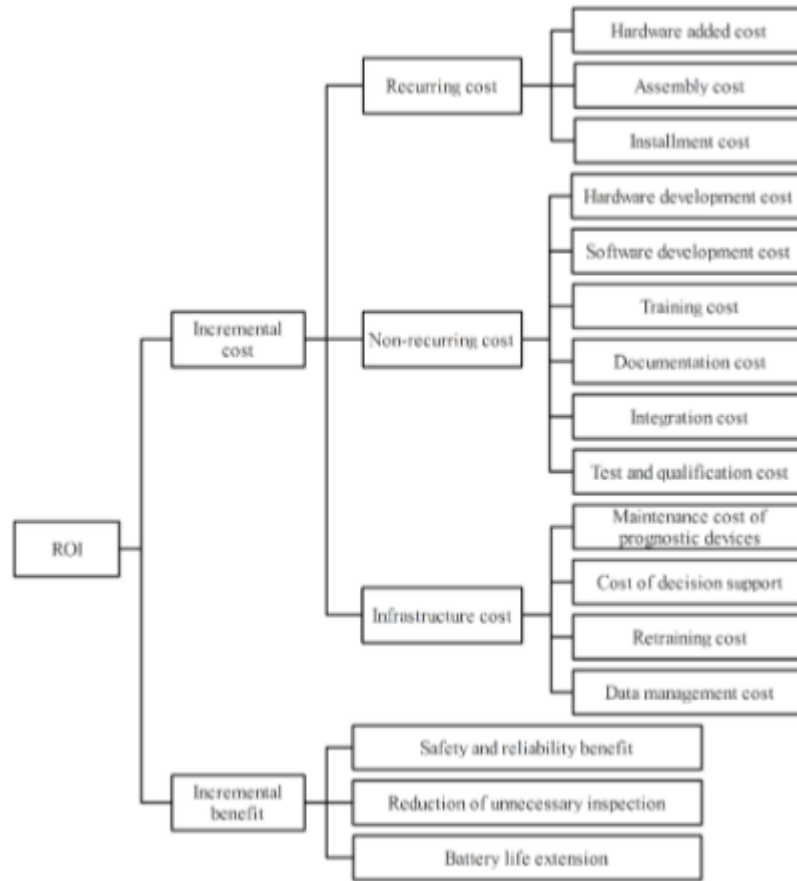 Hardware added cost
Recurring cost
Assembly cost
Installment cost
Hardware development cost
Software development cost
Training cost
Incremental
cost
Non-recurring cost
Documentation cost
Integration cost
Test and qualification cost
ROI
Maintenance cost of
prognostic devices
Cost of decision support
Infrastructure cost
Retraining cost
Data management cost
Safety and reliability benefit
Incremental
benefit
Reduction of unnecessary inspection
Battery life extension